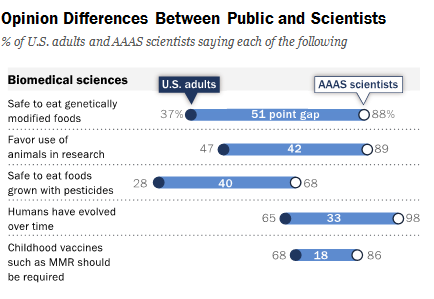 Opinion Differences Between Public and Scientists
% of U.S. adults and AAAS scientists saying each of the following
Biomedical sciences
U.S. adults
AAAS scientists
Safe to eat genetically
modified foods
37%
51 point gap
88%
Favor use of
animals in research
47
42
89
Safe to eat foods
grown with pesticides
28
40
68
Humans have evolved
over time
65
33
98
Childhood vaccines
such as MMR should
be required
68
18
86